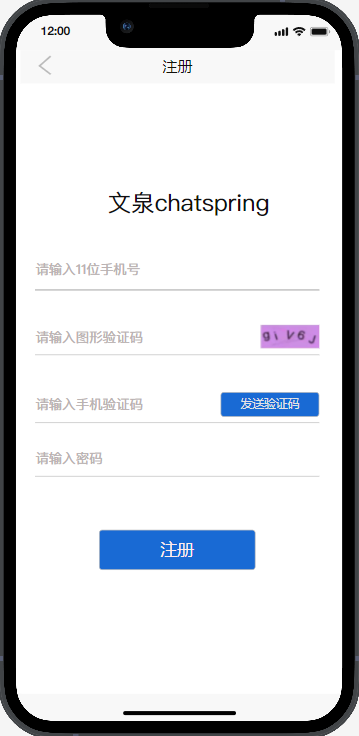 12:00
注册
文泉chatspring
请输入11位手机号
请输入图形验证码
giV6J
请输入手机验证码
发送验证码
请输入密码
注册